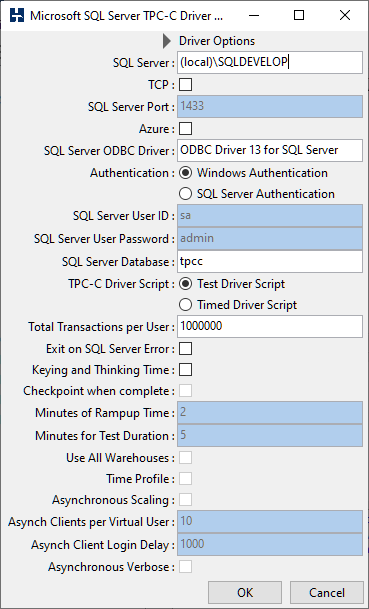 Microsoft SQL Server TPC-C Driver ...
Driver Options
SQL Server : (local)\SQLDEVELOP
TCP :
SQL Server Port : 1433
Azure :
SQL Server ODBC Driver : ODBC Driver 13 for SQL Server
Authentication : Windows Authentication
SQL Server Authentication
SQL Server User ID : sa
SQL Server User Password : admin
SQL Server Database : tpcc
TPC-C Driver Script : Test Driver Script
Timed Driver Script
Total Transactions per User : 1000000
Exit on SQL Server Error :
Keying and Thinking Time :
Checkpoint when complete :
Minutes of Rampup Time : 2
Minutes for Test Duration : 5
Use All Warehouses :
Time Profile :
Asynchronous Scaling :
Asynch Clients per Virtual User : 10
Asynch Client Login Delay : 1000
Asynchronous Verbose :
OK Cancel